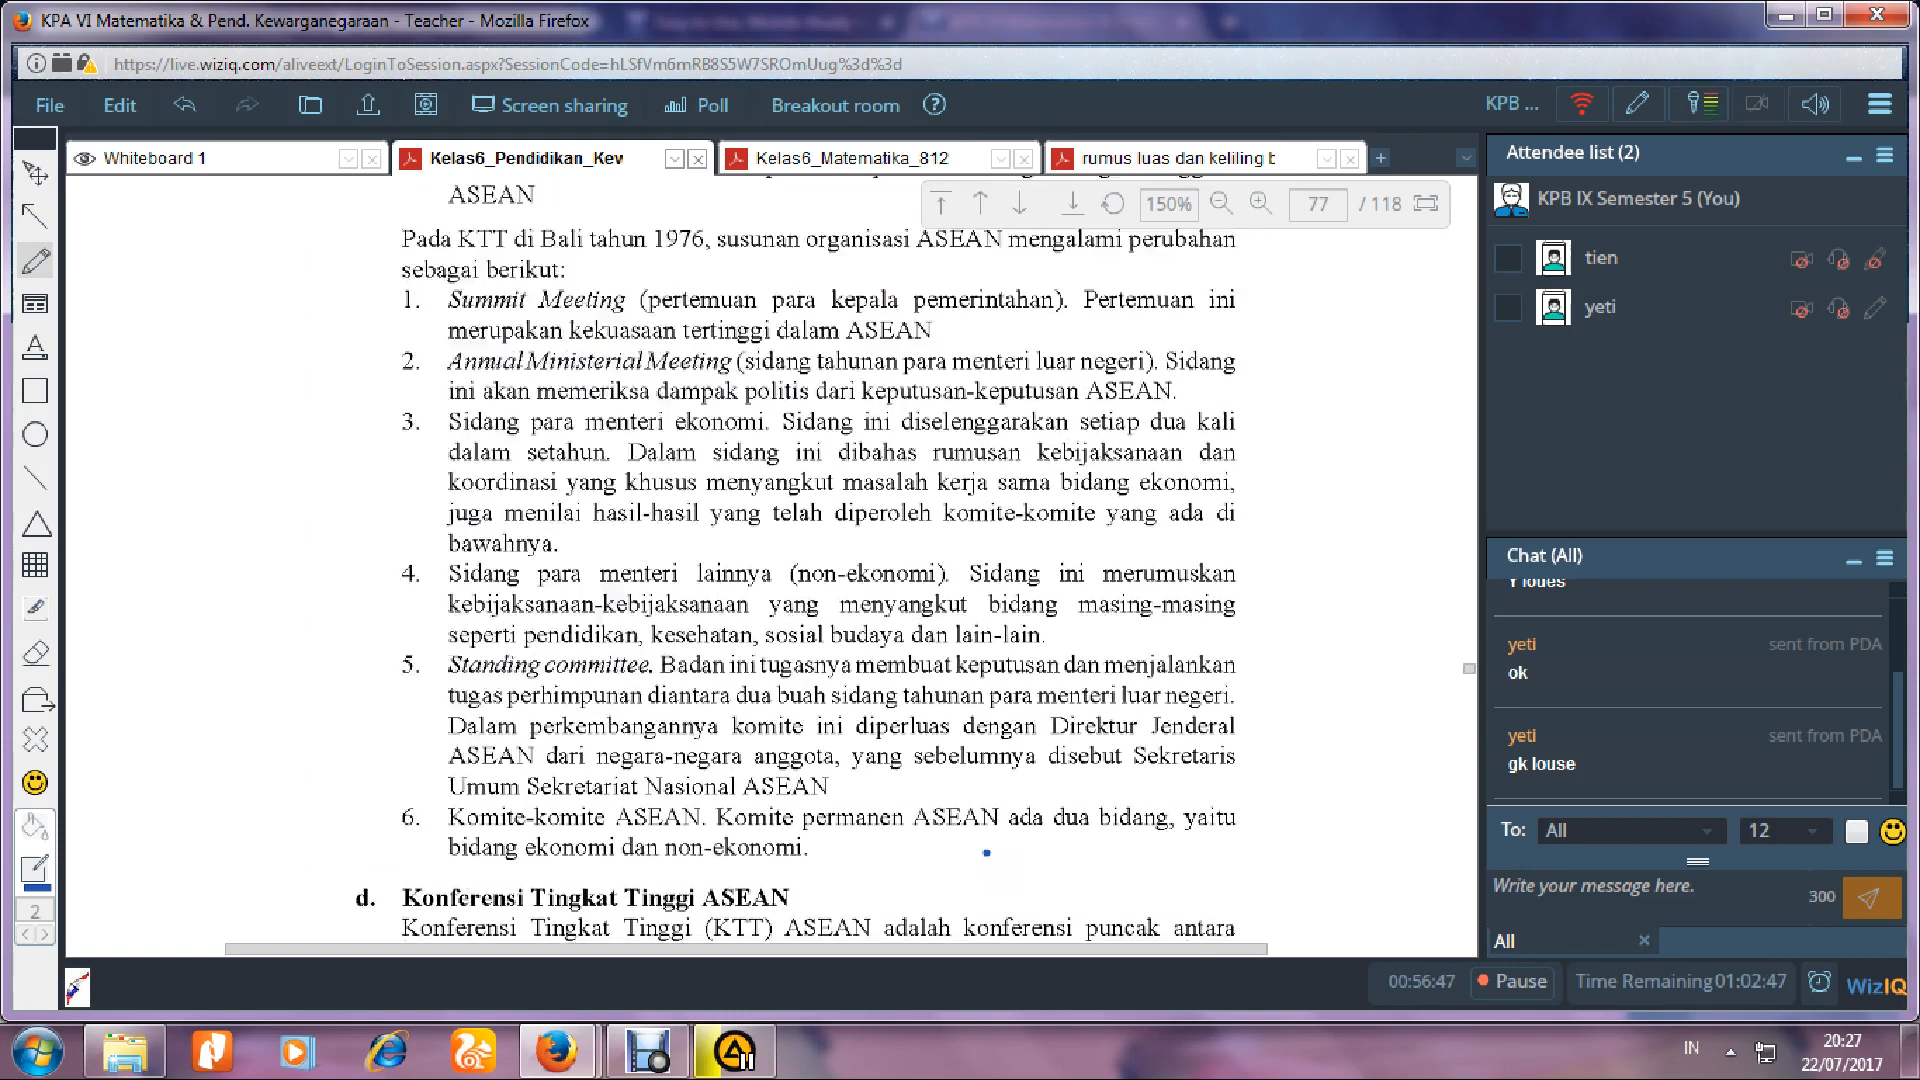 KPA VI Matematika & Pend. Kewarganegaraan - Teacher - Mozilla Firefox
https://live.wiziq.com/aliveext/LoginToSession.aspx?SessionCode=hLSfVm6mRB8S5W7SROmUug%3d%3d
File Edit Screen sharing Poll Breakout room ? KPB ...
Whiteboard 1
Kelas6_Pendidikan_Kew
Kelas6_Matematika_812
rumus luas dan keliling b
150% 77 / 118
ASEAN
Pada KTT di Bali tahun 1976, susunan organisasi ASEAN mengalami perubahan
sebagai berikut:
1. Summit Meeting (pertemuan para kepala pemerintahan). Pertemuan ini
merupakan kekuasaan tertinggi dalam ASEAN
2. Annual Ministerial Meeting (sidang tahunan para menteri luar negeri). Sidang
ini akan memeriksa dampak politis dari keputusan-keputusan ASEAN.
3. Sidang para menteri ekonomi. Sidang ini diselenggarakan setiap dua kali
dalam setahun. Dalam sidang ini dibahas rumusan kebijaksanaan dan
koordinasi yang khusus menyangkut masalah kerja sama bidang ekonomi,
juga menilai hasil-hasil yang telah diperoleh komite-komite yang ada di
bawahnya.
4. Sidang para menteri lainnya (non-ekonomi). Sidang ini merumuskan
kebijaksanaan-kebijaksanaan yang menyangkut bidang masing-masing
seperti pendidikan, kesehatan, sosial budaya dan lain-lain.
5. Standing committee. Badan ini tugasnya membuat keputusan dan menjalankan
tugas perhimpunan diantara dua buah sidang tahunan para menteri luar negeri.
Dalam perkembangannya komite ini diperluas dengan Direktur Jenderal
ASEAN dari negara-negara anggota, yang sebelumnya disebut Sekretaris
Umum Sekretariat Nasional ASEAN
6. Komite-komite ASEAN. Komite permanen ASEAN ada dua bidang, yaitu
bidang ekonomi dan non-ekonomi.
d. Konferensi Tingkat Tinggi ASEAN
Konferensi Tingkat Tinggi (KTT) ASEAN adalah konferensi puncak antara
2
Attendee list (2)
KPB IX Semester 5 (You)
tien
yeti
Chat (All)
Y loues
yeti sent from PDA
ok
yeti sent from PDA
gk louse
To: All 12
Write your message here.
300
All
00:56:47 Pause Time Remaining 01:02:47 WizIQ
IN
20:27
22/07/2017